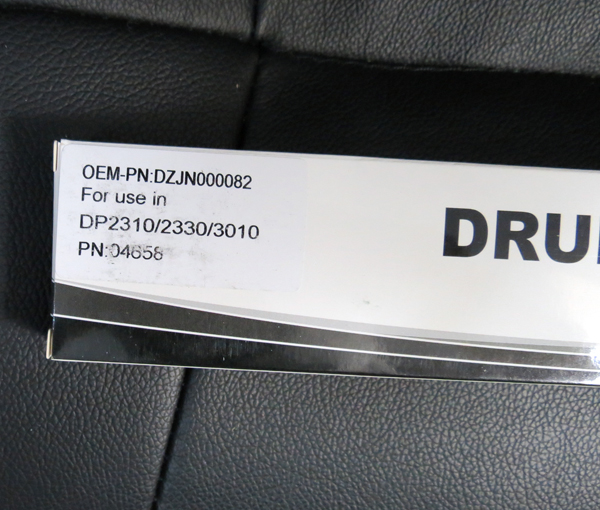 OEM-PN:DZJN000082
For use in
DP2310/2330/3010
PN:04658
DRU